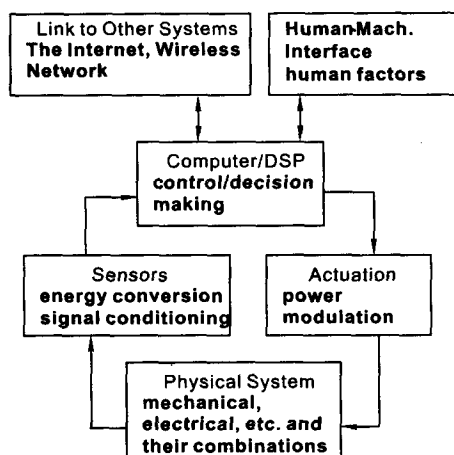 Link to Other Systems
The Internet, Wireless
Network
Human-Mach.
Interface
human factors
Computer/DSP
control/decision
making
Sensors
energy conversion
signal conditioning
Actuation
power
modulation
Physical System
mechanical,
electrical, etc. and
their combinations